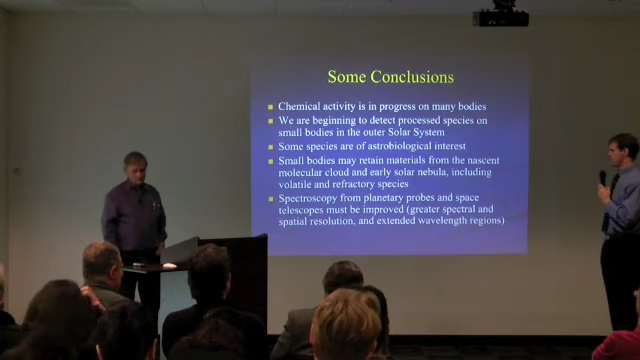 Some Conclusions
Chemical activity is in progress on many bodies
We are beginning to detect processed species on
small bodies in the outer Solar System
Some species are of astrobiological interest
Small bodies may retain materials from the nascent
molecular cloud and early solar nebula, including
volatile and refractory species
Spectroscopy from planetary probes and space
telescopes must be improved (greater spectral and
spatial resolution, and extended wavelength regions)